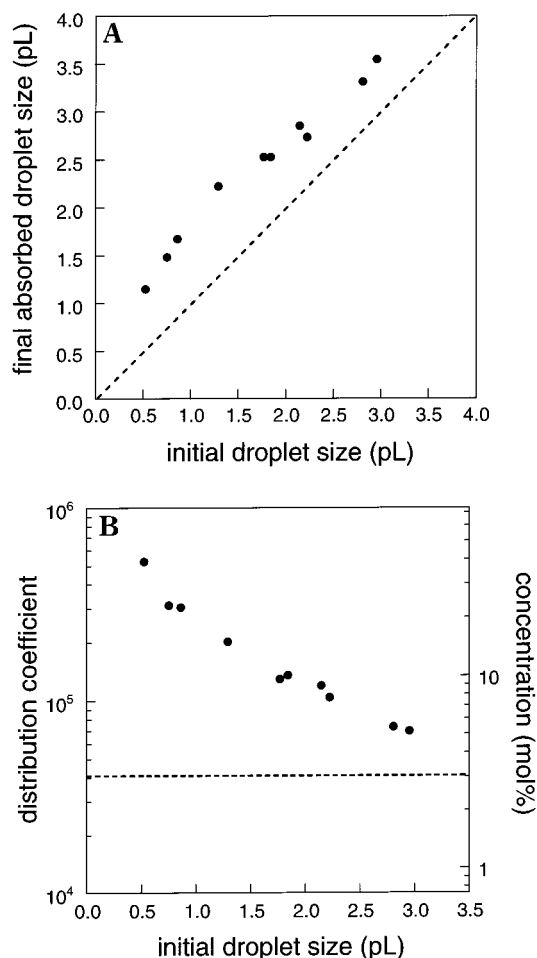 A
final absorbed droplet size (pL)
4.0
3.5
3.0
2.5
2.0
1.5
1.0
0.5
0.0
0.0 0.5 1.0 1.5 2.0 2.5 3.0 3.5 4.0
initial droplet size (pL)
B
distribution coefficient
10^6
10^5
10^4
concentration (mol%)
10
1
0.0 0.5 1.0 1.5 2.0 2.5 3.0 3.5
initial droplet size (pL)